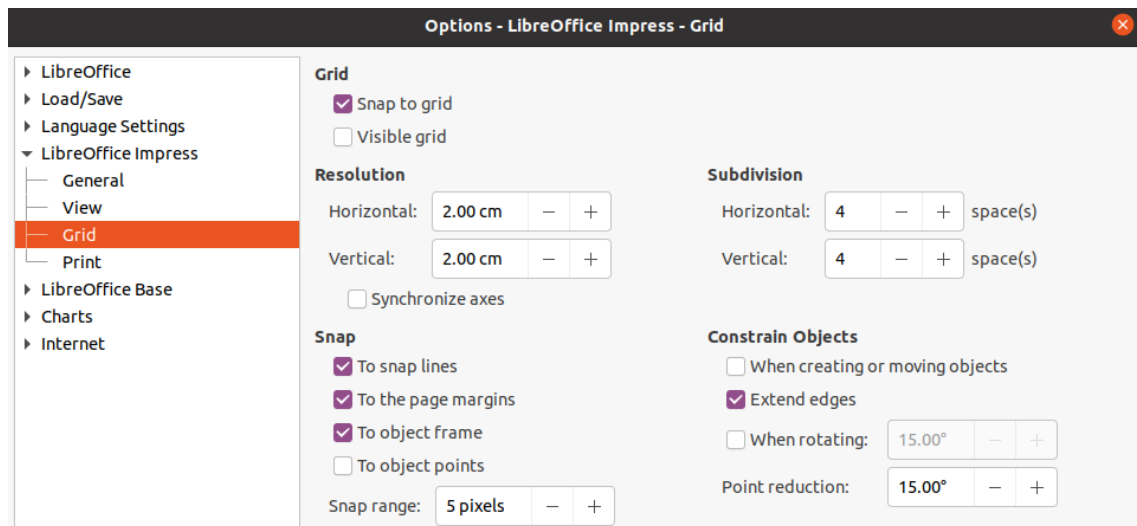 Options - LibreOffice Impress - Grid
LibreOffice
Load/Save
Language Settings
LibreOffice Impress
General
View
Grid
Print
LibreOffice Base
Charts
Internet
Grid
Snap to grid
Visible grid
Resolution
Horizontal: 2.00 cm − +
Vertical: 2.00 cm − +
Synchronize axes
Subdivision
Horizontal: 4 − + space(s)
Vertical: 4 − + space(s)
Snap
To snap lines
To the page margins
To object frame
To object points
Snap range: 5 pixels − +
Constrain Objects
When creating or moving objects
Extend edges
When rotating: 15.00° − +
Point reduction: 15.00° − +